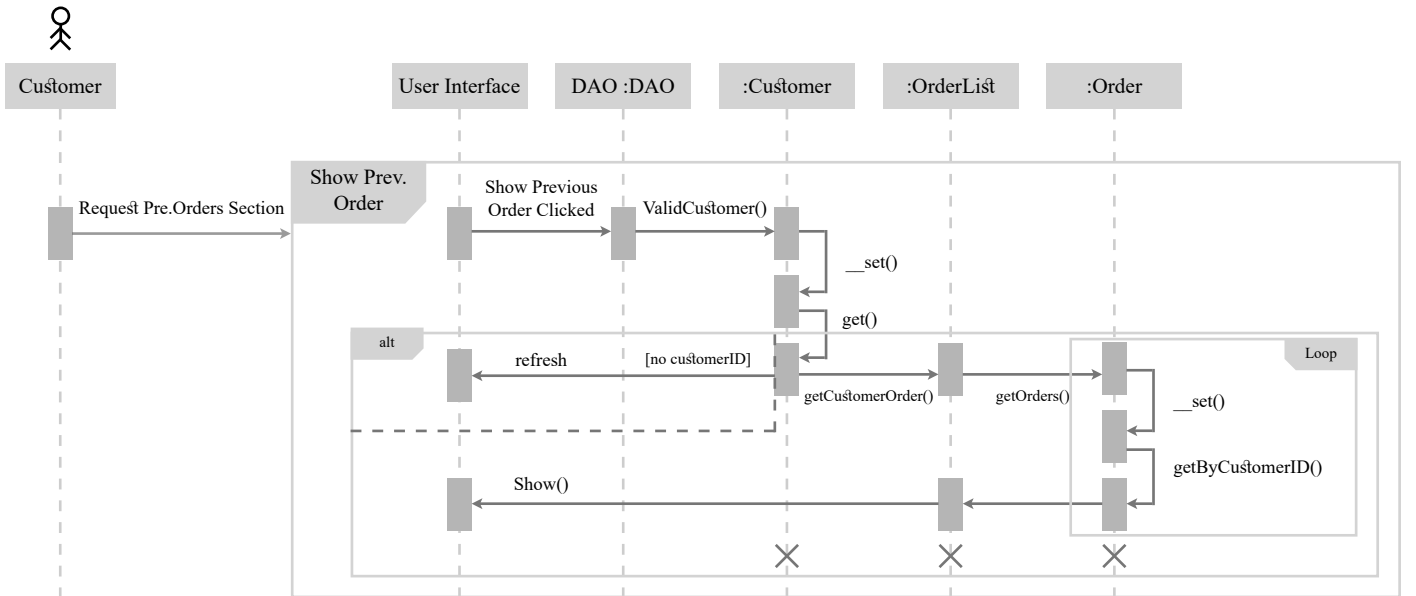 Customer
User Interface
DAO :DAO
:Customer
:OrderList
:Order
Show Prev.
Order
Request Pre.Orders Section
Show Previous
Order Clicked
ValidCustomer()
__set()
get()
alt
refresh
[no customerID]
getCustomerOrder()
getOrders()
Loop
__set()
getByCustomerID()
Show()